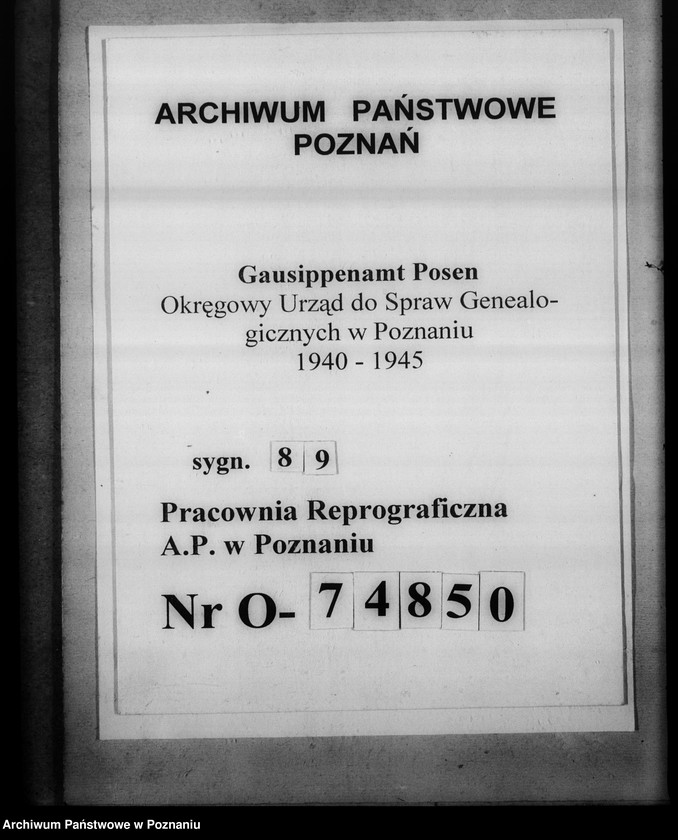 ARCHIWUM PAŃSTWOWE
POZNAŃ
Gausippenamt Posen
Okręgowy Urząd do Spraw Genealo-
gicznych w Poznaniu
1940 - 1945
sygn. 89
Pracownia Reprograficzna
A.P. w Poznaniu
Nr O- 74850
Archiwum Państwowe w Poznaniu